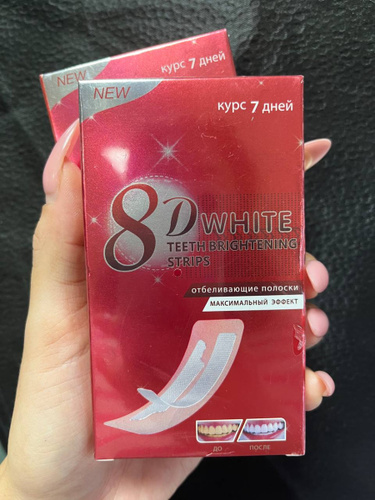 NEW
курс 7 дней
NEW
курс 7 дней
8D WHITE
TEETH BRIGHTENING
STRIPS
отбеливающие полоски
МАКСИМАЛЬНЫЙ ЭФФЕКТ
ДО
ПОСЛЕ